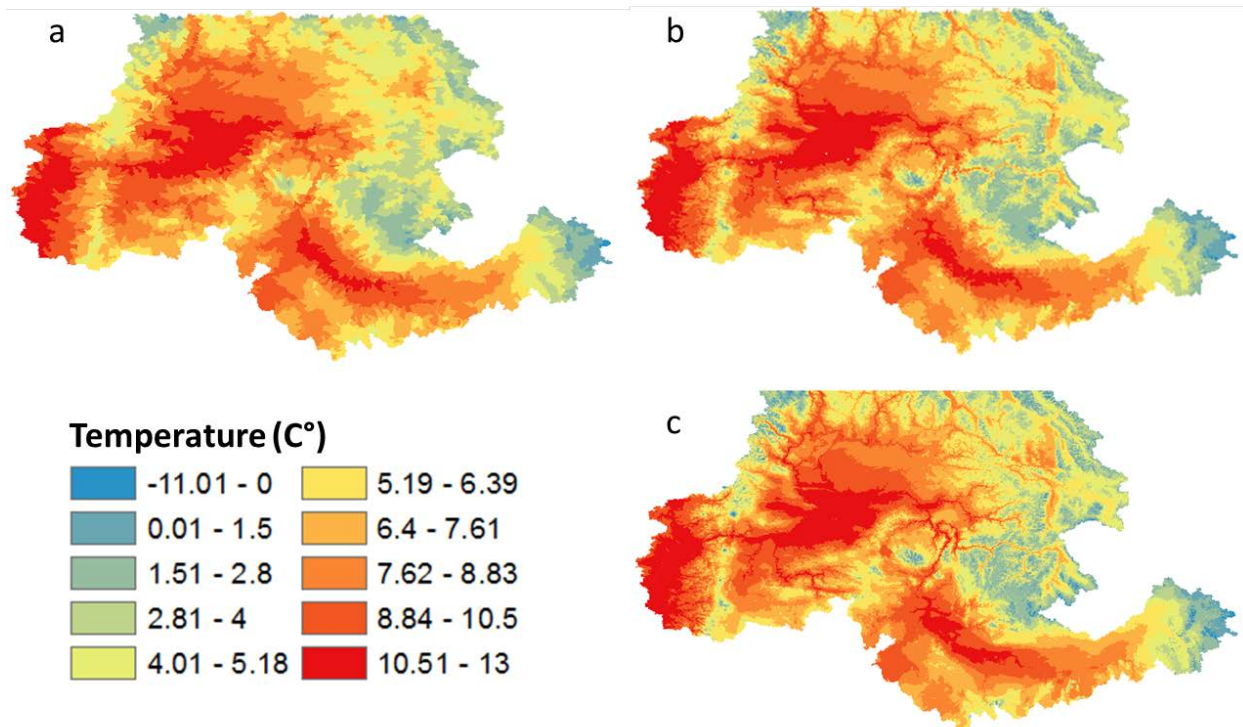 a
b
Temperature (C°)
-11.01 - 0
5.19 - 6.39
0.01 - 1.5
6.4 - 7.61
1.51 - 2.8
7.62 - 8.83
2.81 - 4
8.84 - 10.5
4.01 - 5.18
10.51 - 13
c